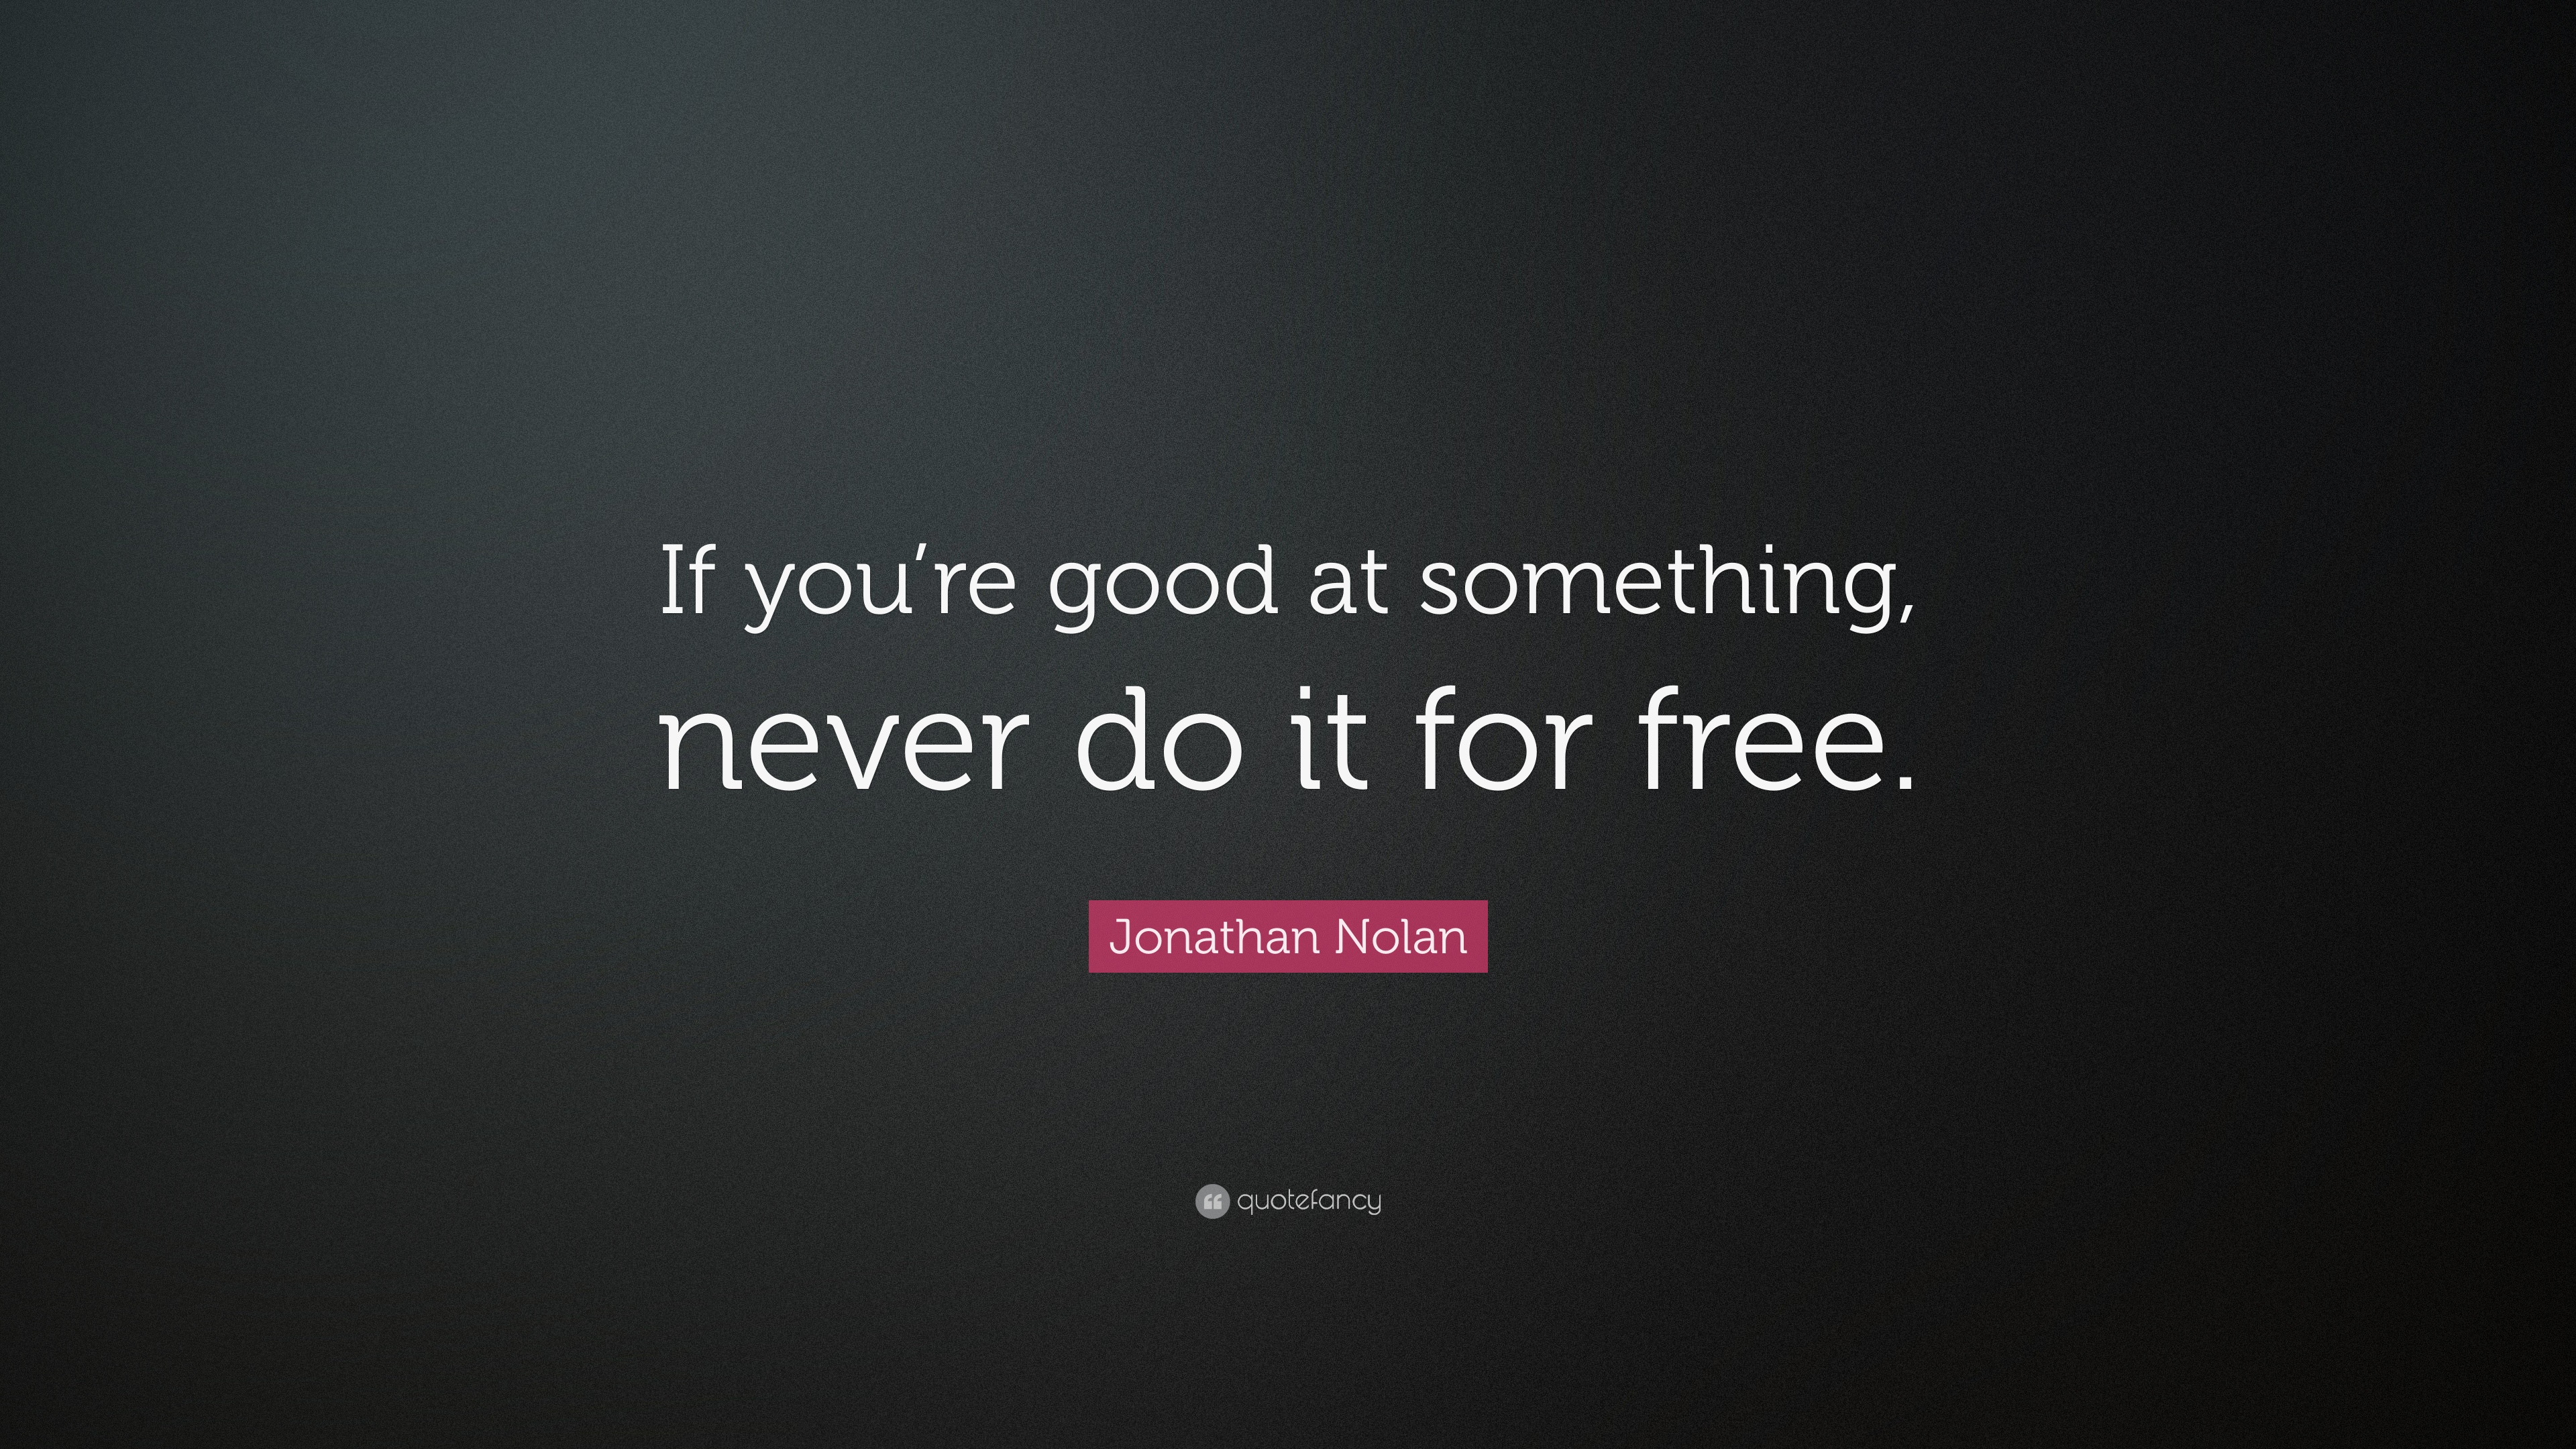 If you’re good at something,
never do it for free.
Jonathan Nolan
quotefancy